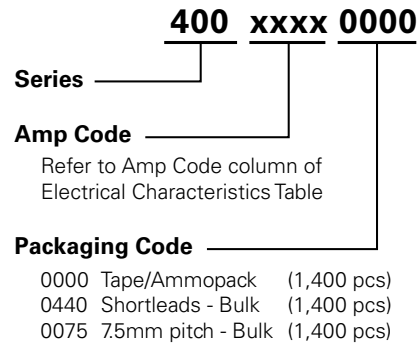 400 xxxx 0000
Series
Amp Code
Refer to Amp Code column of
Electrical Characteristics Table
Packaging Code
0000 Tape/Ammopack (1,400 pcs)
0440 Shortleads - Bulk (1,400 pcs)
0075 7.5mm pitch - Bulk (1,400 pcs)